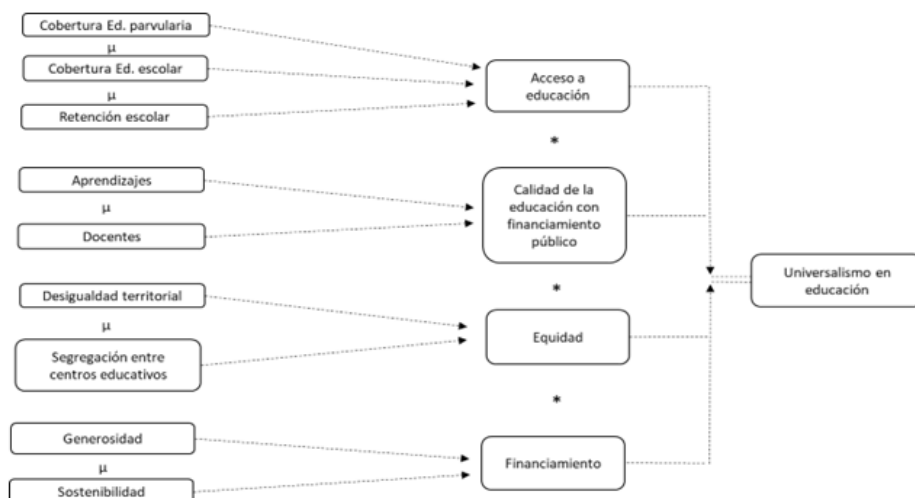 Cobertura Ed. parvularia
μ
Cobertura Ed. escolar
μ
Retención escolar
Acceso a
educación
*
Aprendizajes
μ
Docentes
Calidad de la
educación con
financiamiento
público
*
Desigualdad territorial
μ
Segregación entre
centros educativos
Equidad
*
Generosidad
μ
Sostenibilidad
Financiamiento
Universalismo en
educación